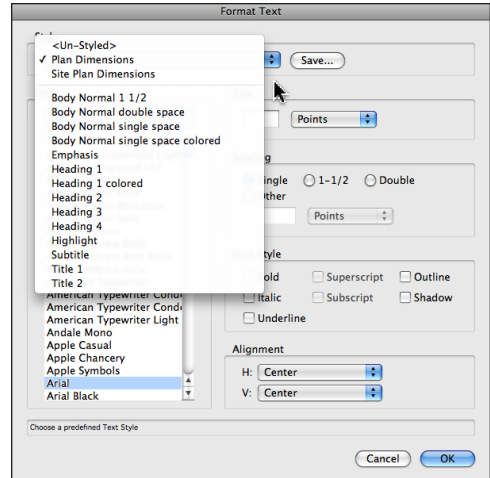 Format Text
<Un-Styled>
✓ Plan Dimensions
Site Plan Dimensions
Save...
Body Normal 1 1/2
Body Normal double space
Body Normal single space
Body Normal single space colored
Emphasis
Heading 1
Heading 1 colored
Heading 2
Heading 3
Heading 4
Highlight
Subtitle
Title 1
Title 2
American Typewriter Light
Andale Mono
Apple Casual
Apple Chancery
Apple Symbols
Arial
Arial Black
Points
1-1/2 Double
Points
Superscript Outline
Italic Subscript Shadow
Underline
Alignment
H: Center
V: Center
Choose a predefined Text Style
Cancel OK